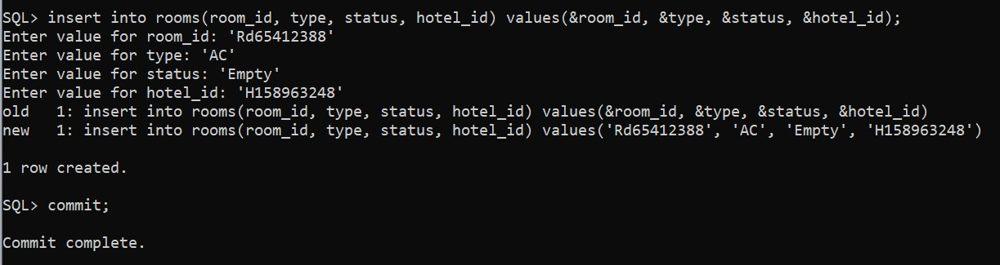 SQL> insert into rooms(room_id, type, status, hotel_id) values(&room_id, &type, &status, &hotel_id);
Enter value for room_id: 'Rd65412388'
Enter value for type: 'AC'
Enter value for status: 'Empty'
Enter value for hotel_id: 'H158963248'
old   1: insert into rooms(room_id, type, status, hotel_id) values(&room_id, &type, &status, &hotel_id)
new   1: insert into rooms(room_id, type, status, hotel_id) values('Rd65412388', 'AC', 'Empty', 'H158963248')
1 row created.
SQL> commit;
Commit complete.